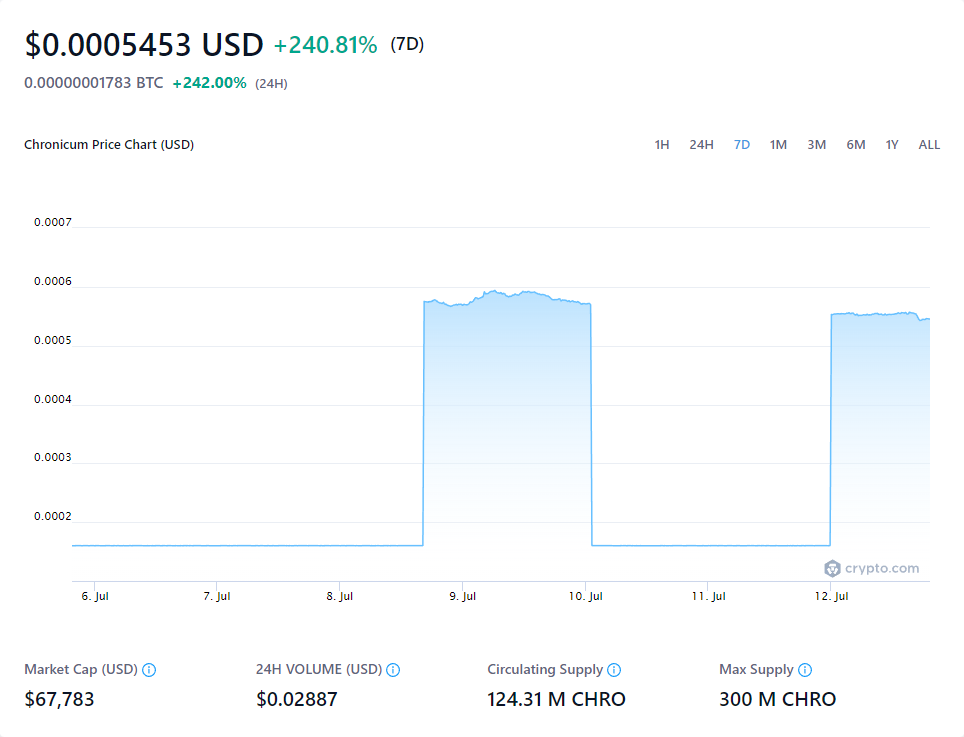 $0.0005453 USD +240.81% (7D)
0.00000001783 BTC +242.00% (24H)
Chronicum Price Chart (USD) 1H 24H 7D 1M 3M 6M 1Y ALL
0.0007
0.0006
0.0005
0.0004
0.0003
0.0002
crypto.com
6. Jul 7. Jul 8. Jul 9. Jul 10. Jul 11. Jul 12. Jul
Market Cap (USD) 24H VOLUME (USD) Circulating Supply Max Supply
$67,783 $0.02887 124.31 M CHRO 300 M CHRO